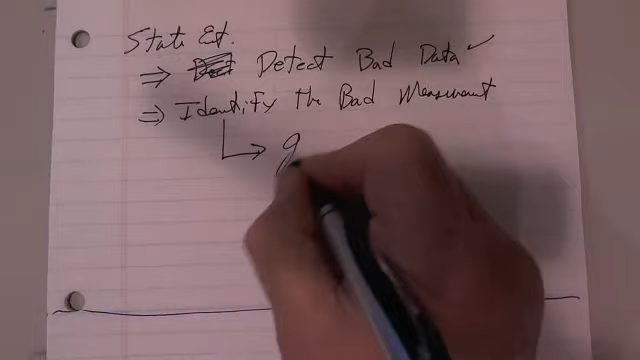 State Est.
⇒ Detect Bad Data ✓
⇒ Identify the Bad Measurement
↳ g